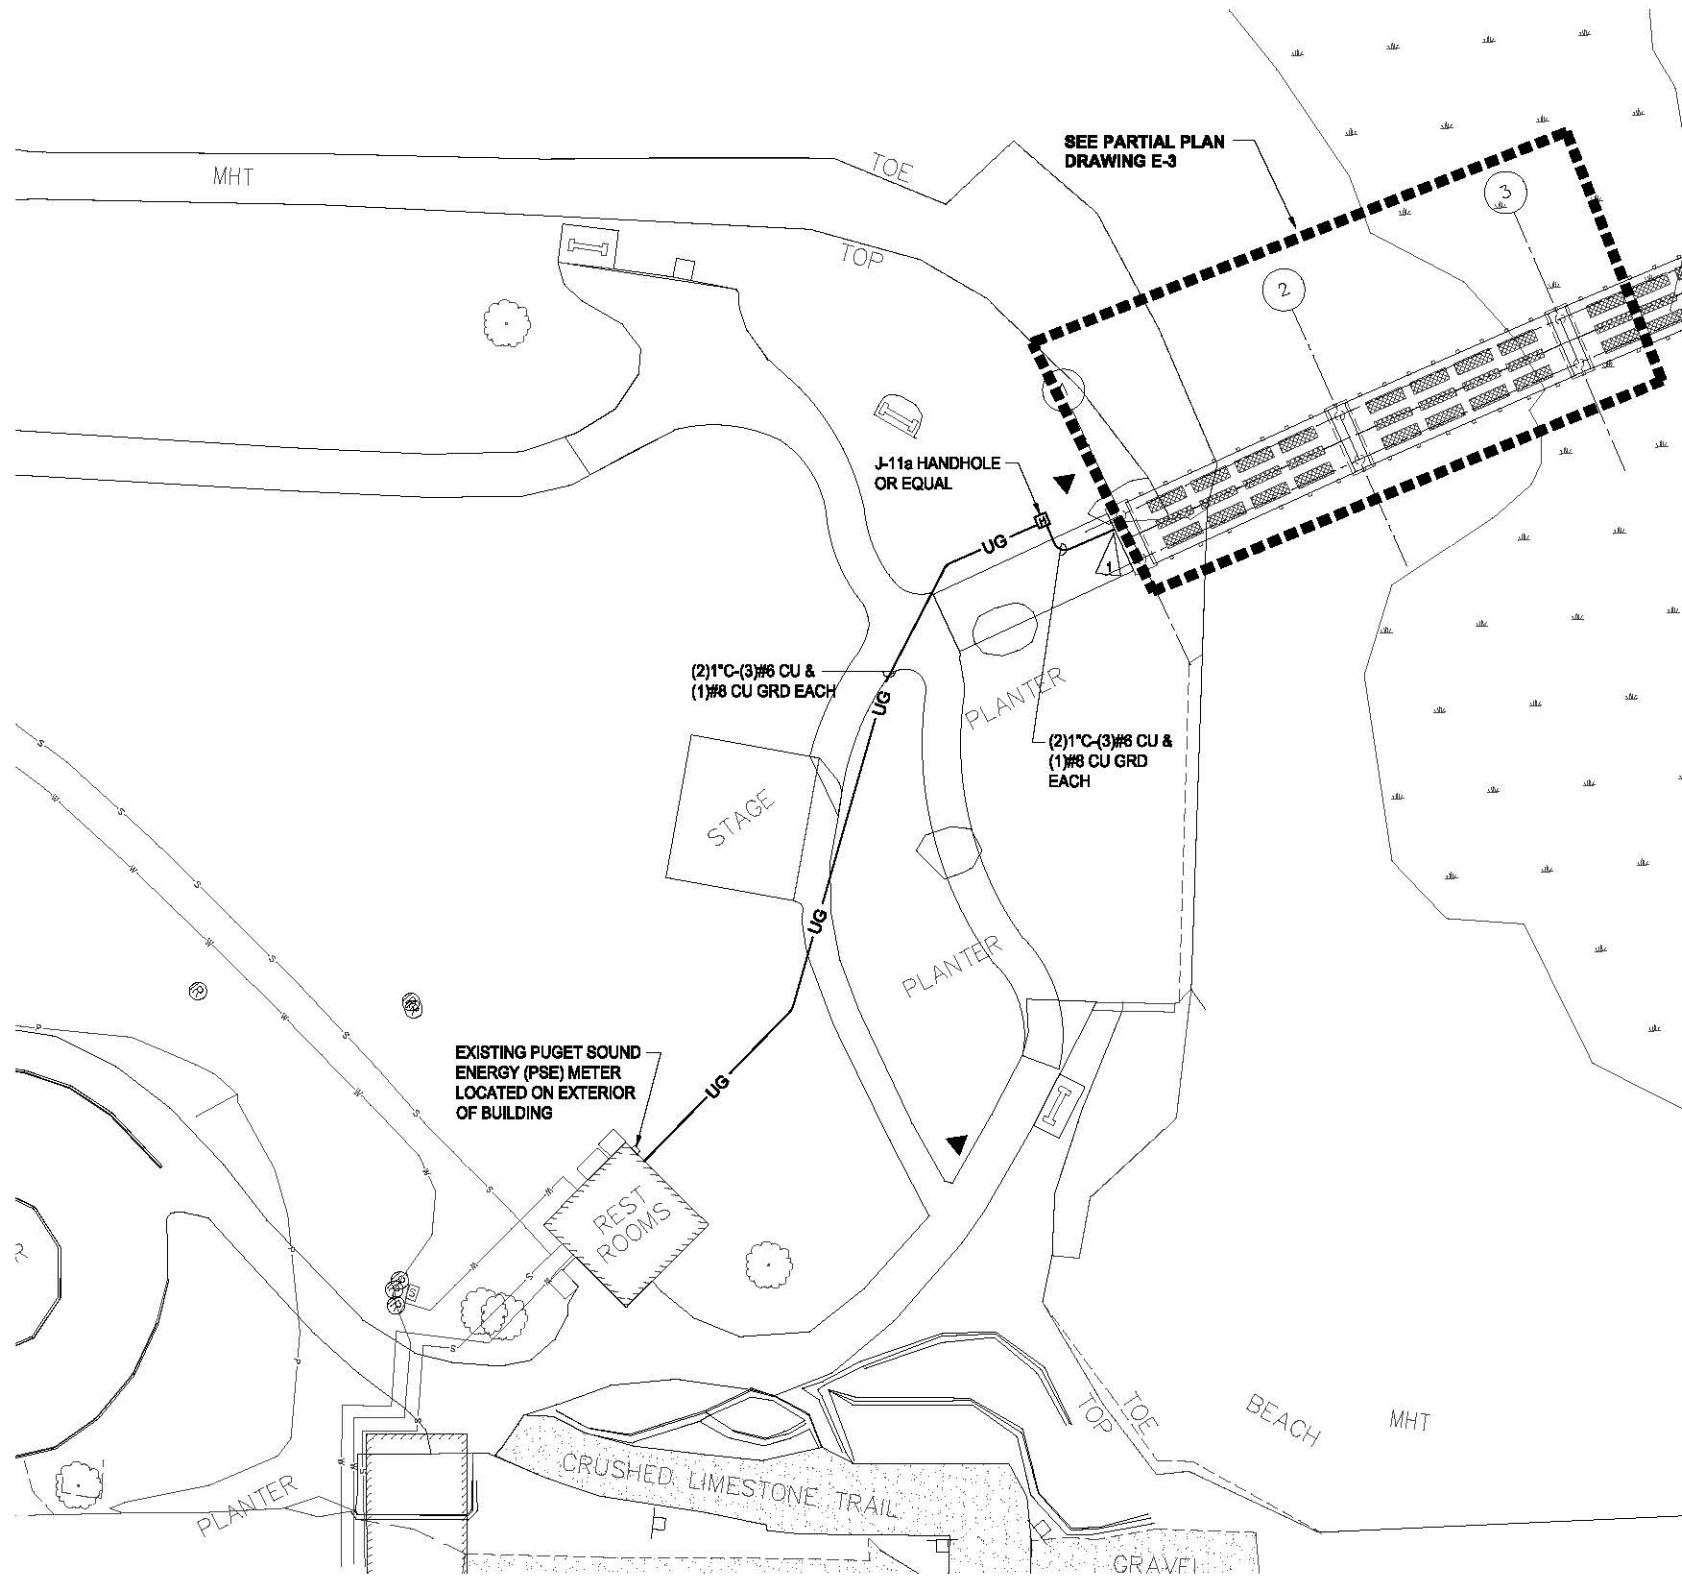 MHT
TOE
SEE PARTIAL PLAN
DRAWING E-3
3
TOP
2
J-11a HANDHOLE
OR EQUAL
H
UG
1
(2)1"C-(3)#6 CU &
(1)#8 CU GRD EACH
UG
PLANTER
(2)1"C-(3)#6 CU &
(1)#8 CU GRD
EACH
STAGE
UG
PLANTER
EXISTING PUGET SOUND
ENERGY (PSE) METER
LOCATED ON EXTERIOR
OF BUILDING
UG
REST
ROOMS
R
S
TOE
TOP
BEACH
MHT
CRUSHED LIMESTONE TRAIL
PLANTER
GRAVEL